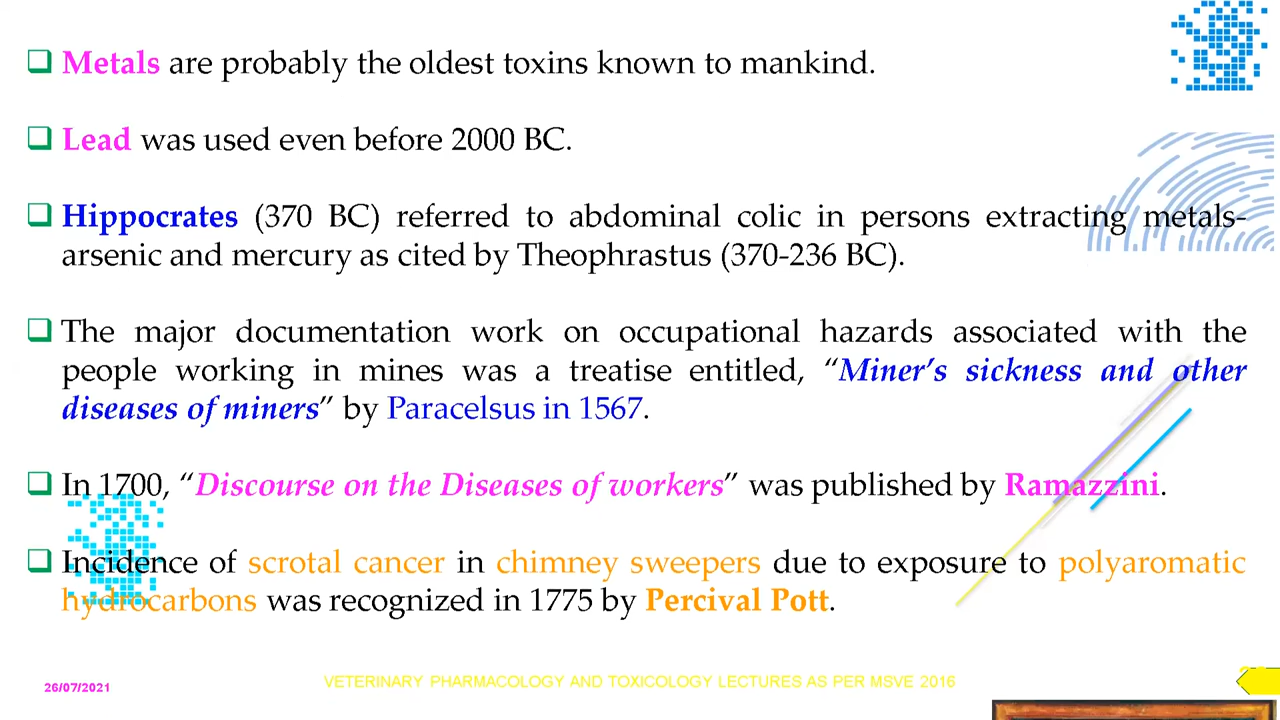 Metals are probably the oldest toxins known to mankind.
Lead was used even before 2000 BC.
Hippocrates (370 BC) referred to abdominal colic in persons extracting metals-
arsenic and mercury as cited by Theophrastus (370-236 BC).
The major documentation work on occupational hazards associated with the
people working in mines was a treatise entitled, “Miner’s sickness and other
diseases of miners” by Paracelsus in 1567.
In 1700, “Discourse on the Diseases of workers” was published by Ramazzini.
Incidence of scrotal cancer in chimney sweepers due to exposure to polyaromatic
hydrocarbons was recognized in 1775 by Percival Pott.
26/07/2021
VETERINARY PHARMACOLOGY AND TOXICOLOGY LECTURES AS PER MSVE 2016